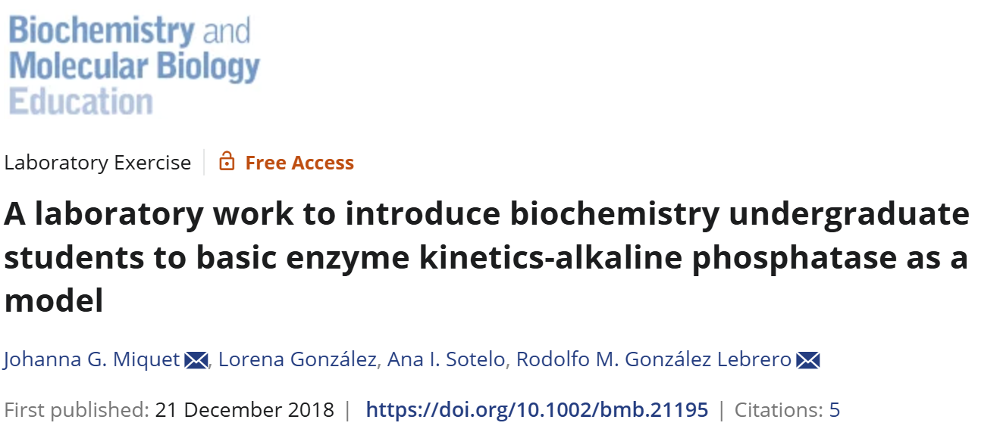 Biochemistry and
Molecular Biology
Education
Laboratory Exercise | Free Access
A laboratory work to introduce biochemistry undergraduate
students to basic enzyme kinetics-alkaline phosphatase as a
model
Johanna G. Miquet, Lorena González, Ana I. Sotelo, Rodolfo M. González Lebrero
First published: 21 December 2018 | https://doi.org/10.1002/bmb.21195 | Citations: 5